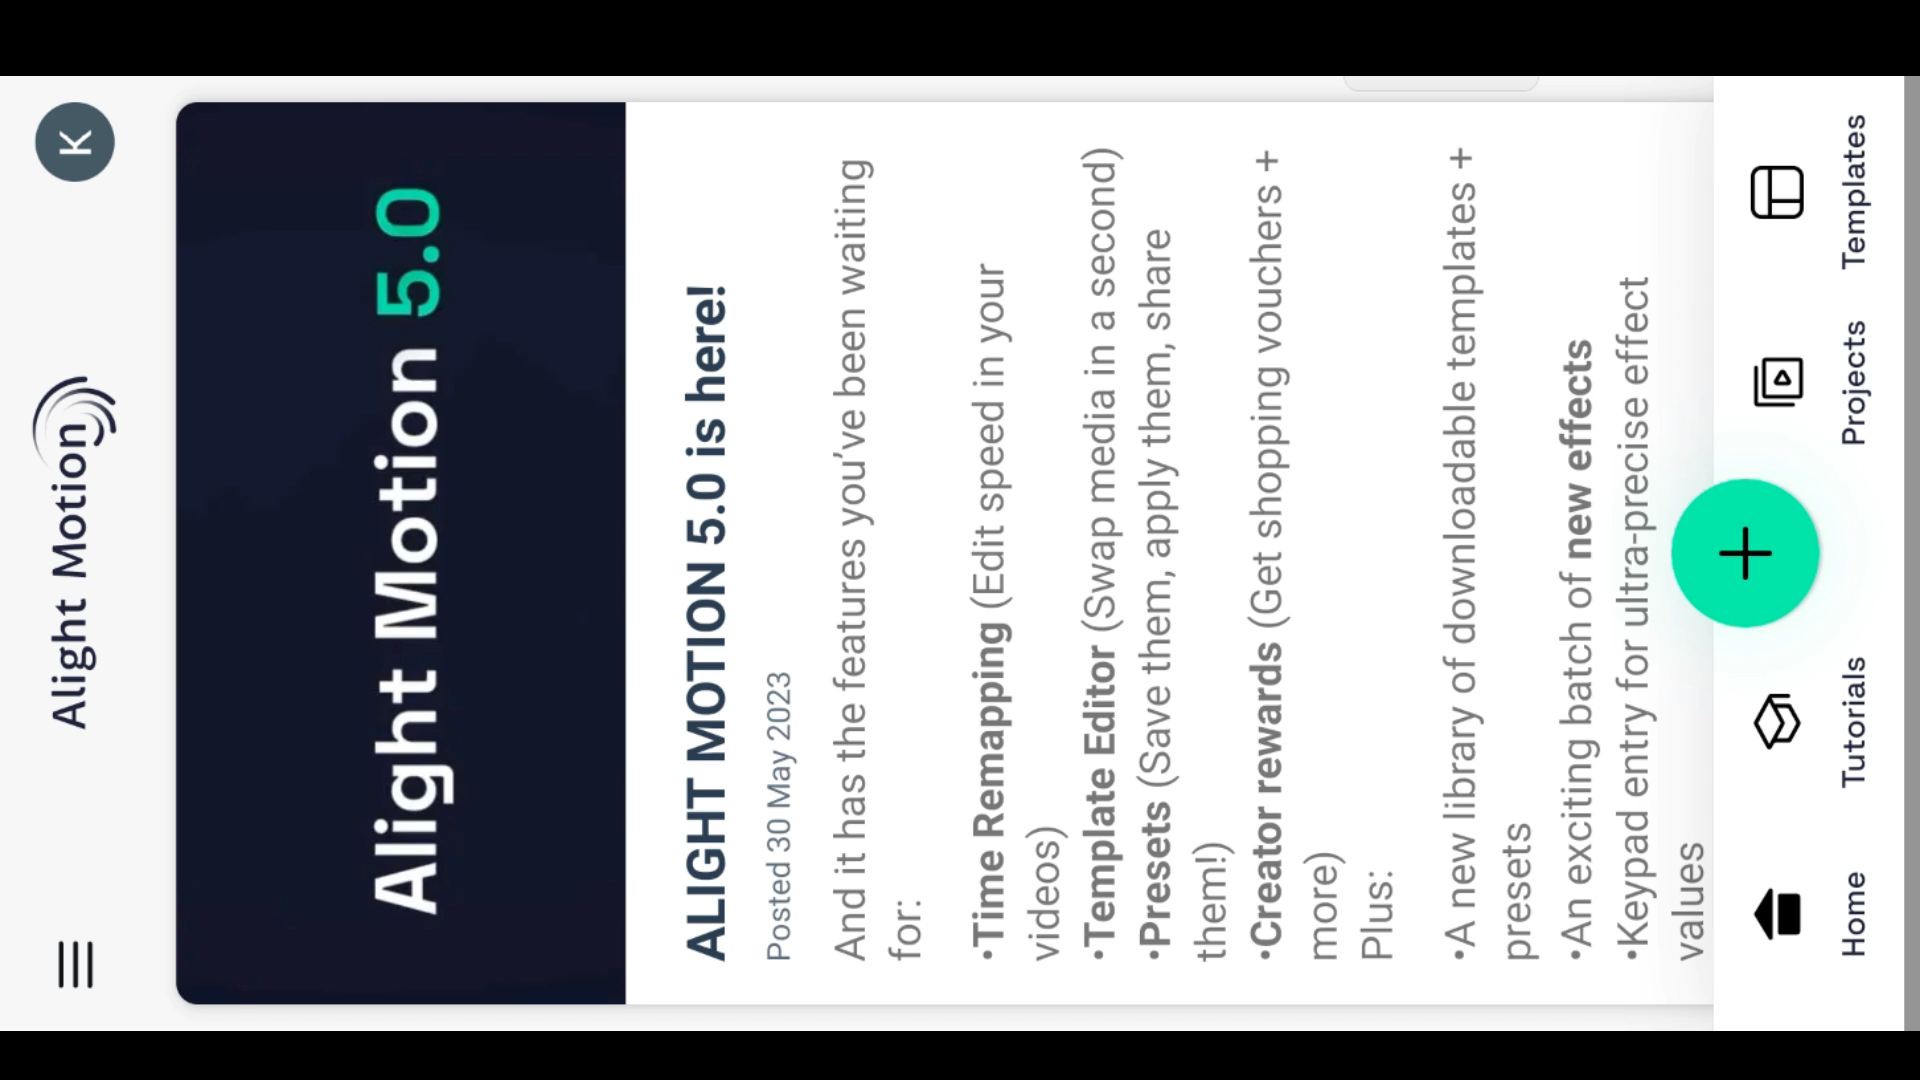 Alight Motion
K
Alight Motion 5.0
ALIGHT MOTION 5.0 is here!
Posted 30 May 2023
And it has the features you've been waiting
for:
•Time Remapping (Edit speed in your
videos)
•Template Editor (Swap media in a second)
•Presets (Save them, apply them, share
them!)
•Creator rewards (Get shopping vouchers +
more)
Plus:
•A new library of downloadable templates +
presets
•An exciting batch of new effects
•Keypad entry for ultra-precise effect
values
Home
Tutorials
Projects
Templates